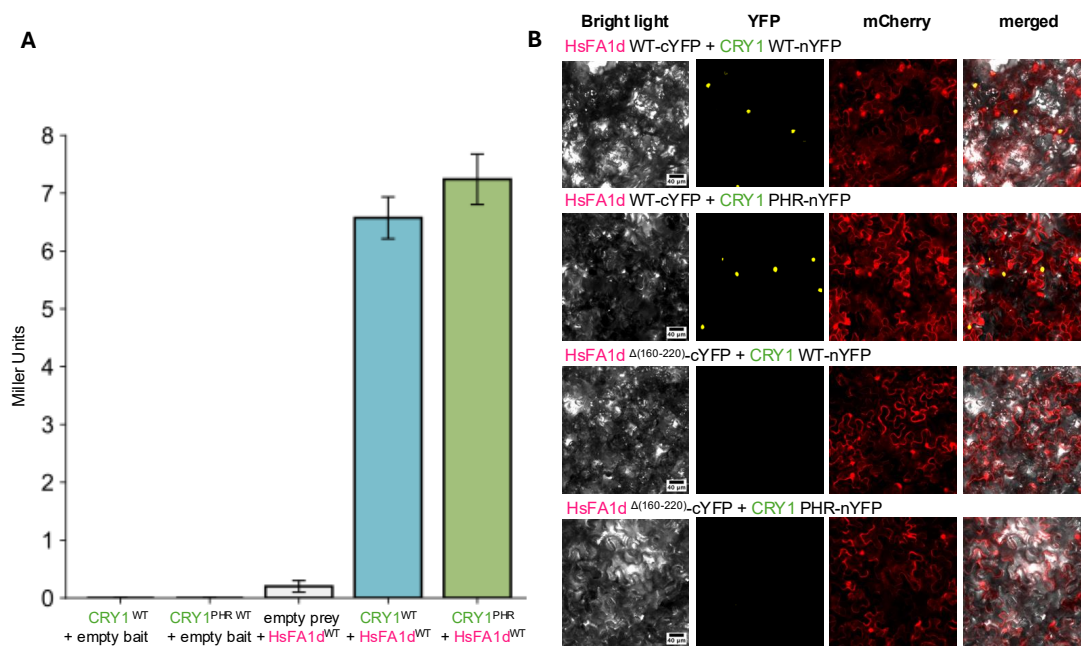 A
8
7
6
5
4
3
2
1
0
Miller Units
CRY1 WT
+ empty bait
CRY1PHR WT
+ empty bait
empty prey
+ HsFA1dWT
CRY1WT
+ HsFA1dWT
CRY1PHR
+ HsFA1dWT
B
Bright light YFP mCherry merged
HsFA1d WT-cYFP + CRY1 WT-nYFP
40 µm
HsFA1d WT-cYFP + CRY1 PHR-nYFP
40 µm
HsFA1d Δ(160-220)-cYFP + CRY1 WT-nYFP
40 µm
HsFA1d Δ(160-220)-cYFP + CRY1 PHR-nYFP
40 µm